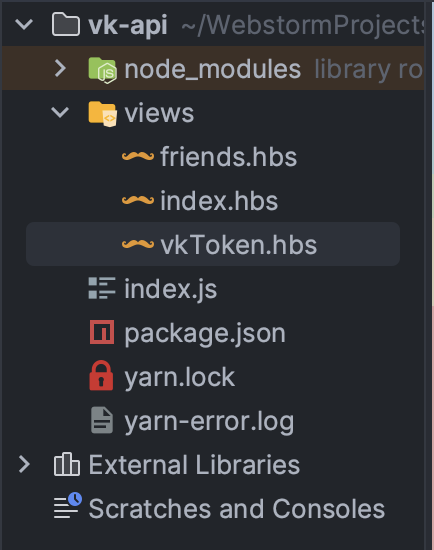 vk-api ~/WebstormProjects
node_modules library ro
views
friends.hbs
index.hbs
vkToken.hbs
index.js
package.json
yarn.lock
yarn-error.log
External Libraries
Scratches and Consoles